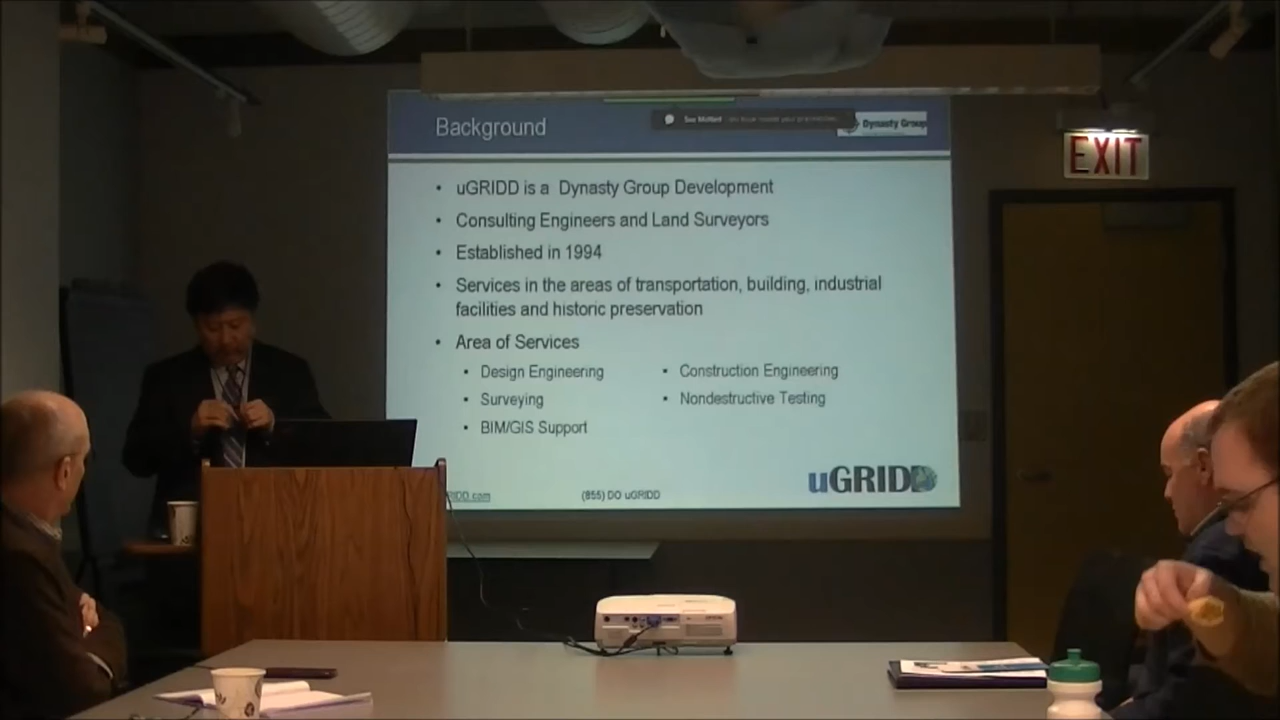 Background
Dynasty Group
EXIT
• uGRIDD is a Dynasty Group Development
• Consulting Engineers and Land Surveyors
• Established in 1994
• Services in the areas of transportation, building, industrial
facilities and historic preservation
• Area of Services
• Design Engineering
• Construction Engineering
• Surveying
• Nondestructive Testing
• BIM/GIS Support
uGRIDD
RIDD.com
(855) DO uGRIDD